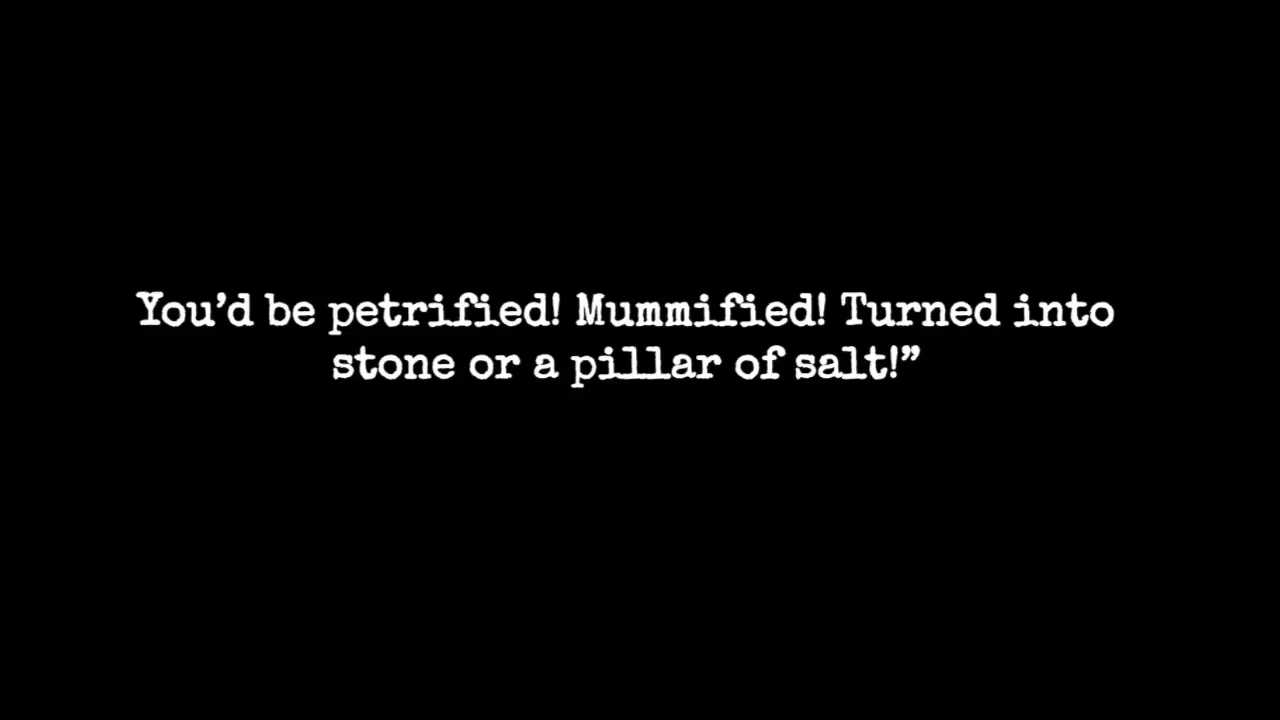 You’d be petrified! Mummified! Turned into
stone or a pillar of salt!”